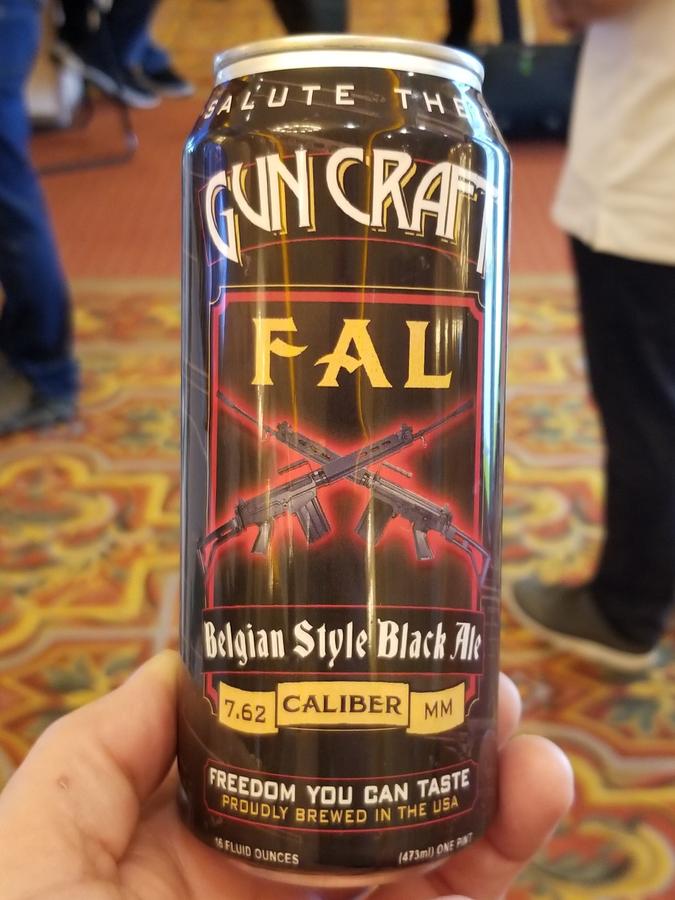 SALUTE THE
GUN CRAFT
FAL
Belgian Style Black Ale
7.62 CALIBER MM
FREEDOM YOU CAN TASTE
PROUDLY BREWED IN THE USA
16 FLUID OUNCES (473ml) ONE PINT